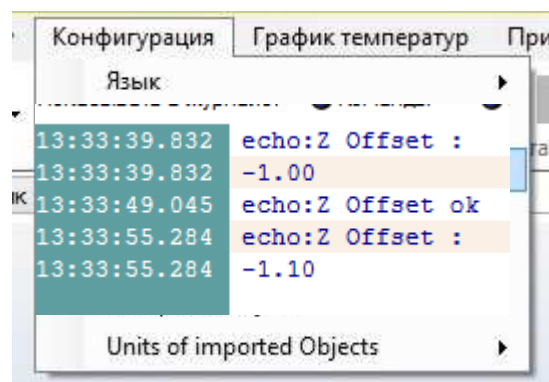 Конфигурация График температур При
Язык
13:33:39.832 echo:Z Offset :
13:33:39.832 -1.00
13:33:49.045 echo:Z Offset ok
13:33:55.284 echo:Z Offset :
13:33:55.284 -1.10
Units of imported Objects